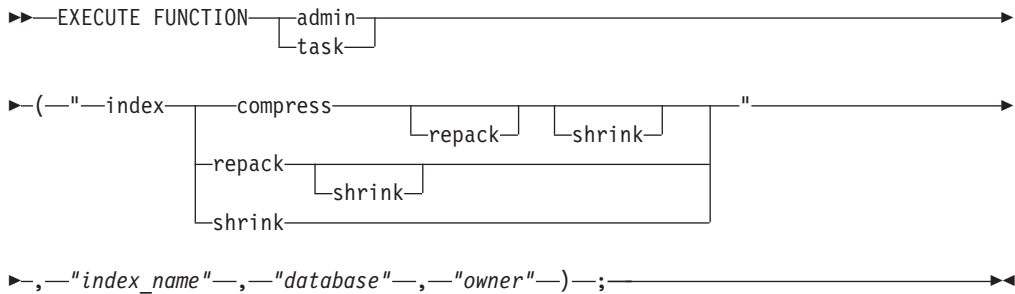 EXECUTE FUNCTION admin
task
( " index compress "
repack shrink
repack
shrink
shrink
, "index_name" , "database" , "owner" ) ;